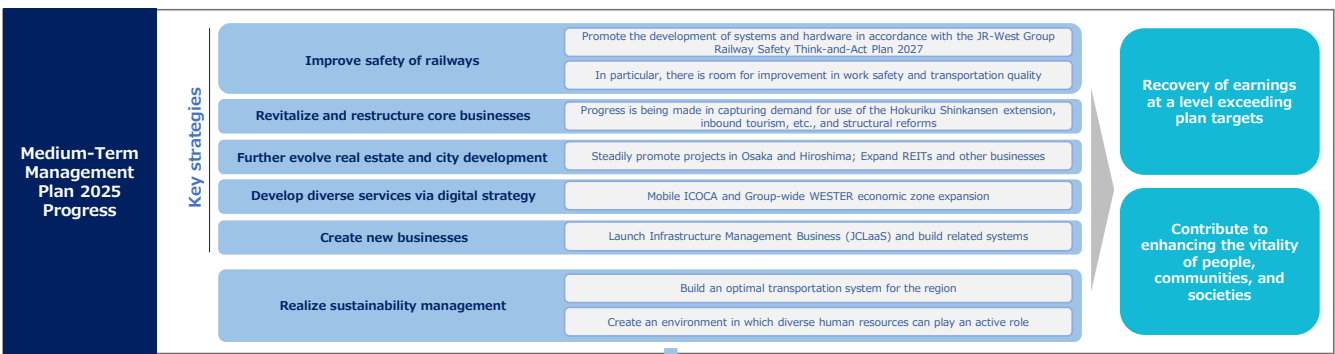 Medium-Term
Management
Plan 2025
Progress
Key strategies
Improve safety of railways
Promote the development of systems and hardware in accordance with the JR-West Group
Railway Safety Think-and-Act Plan 2027
In particular, there is room for improvement in work safety and transportation quality
Revitalize and restructure core businesses
Progress is being made in capturing demand for use of the Hokuriku Shinkansen extension,
inbound tourism, etc., and structural reforms
Further evolve real estate and city development
Steadily promote projects in Osaka and Hiroshima; Expand REITs and other businesses
Develop diverse services via digital strategy
Mobile ICOCA and Group-wide WESTER economic zone expansion
Create new businesses
Launch Infrastructure Management Business (JCLaaS) and build related systems
Realize sustainability management
Build an optimal transportation system for the region
Create an environment in which diverse human resources can play an active role
Recovery of earnings
at a level exceeding
plan targets
Contribute to
enhancing the vitality
of people,
communities, and
societies